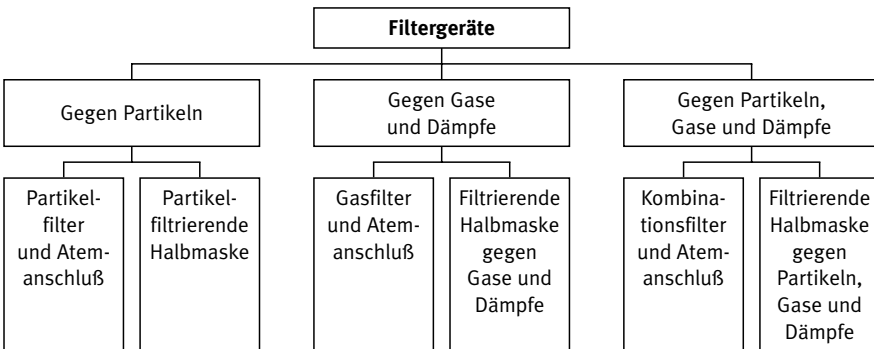 Filtergeräte
Gegen Partikeln
Gegen Gase
und Dämpfe
Gegen Partikeln,
Gase und Dämpfe
Partikel-
filter
und Atem-
anschluß
Partikel-
filtrierende
Halbmaske
Gasfilter
und Atem-
anschluß
Filtrierende
Halbmaske
gegen
Gase und
Dämpfe
Kombina-
tionsfilter
und Atem-
anschluß
Filtrierende
Halbmaske
gegen
Partikeln,
Gase und
Dämpfe